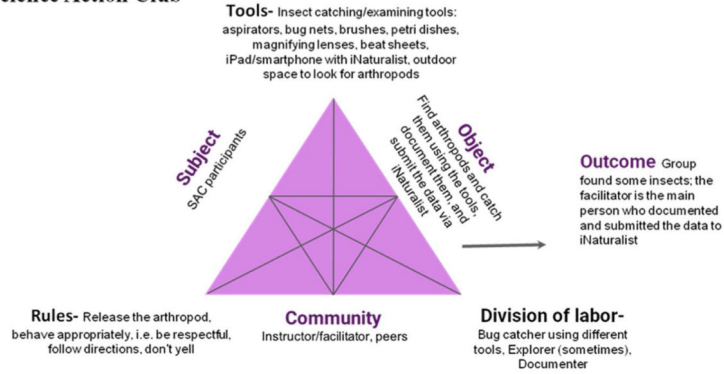 Science Action Club
Tools- Insect catching/examining tools:
aspirators, bug nets, brushes, petri dishes,
magnifying lenses, beat sheets,
iPad/smartphone with iNaturalist, outdoor
space to look for arthropods
Subject
SAC participants
Object
Find arthropods and catch
them using the tools,
document them, and
submit the data via
iNaturalist
Outcome Group
found some insects; the
facilitator is the main
person who documented
and submitted the data to
iNaturalist
Rules- Release the arthropod,
behave appropriately, i.e. be respectful,
follow directions, don't yell
Community
Instructor/facilitator, peers
Division of labor-
Bug catcher using different
tools, Explorer (sometimes),
Documenter